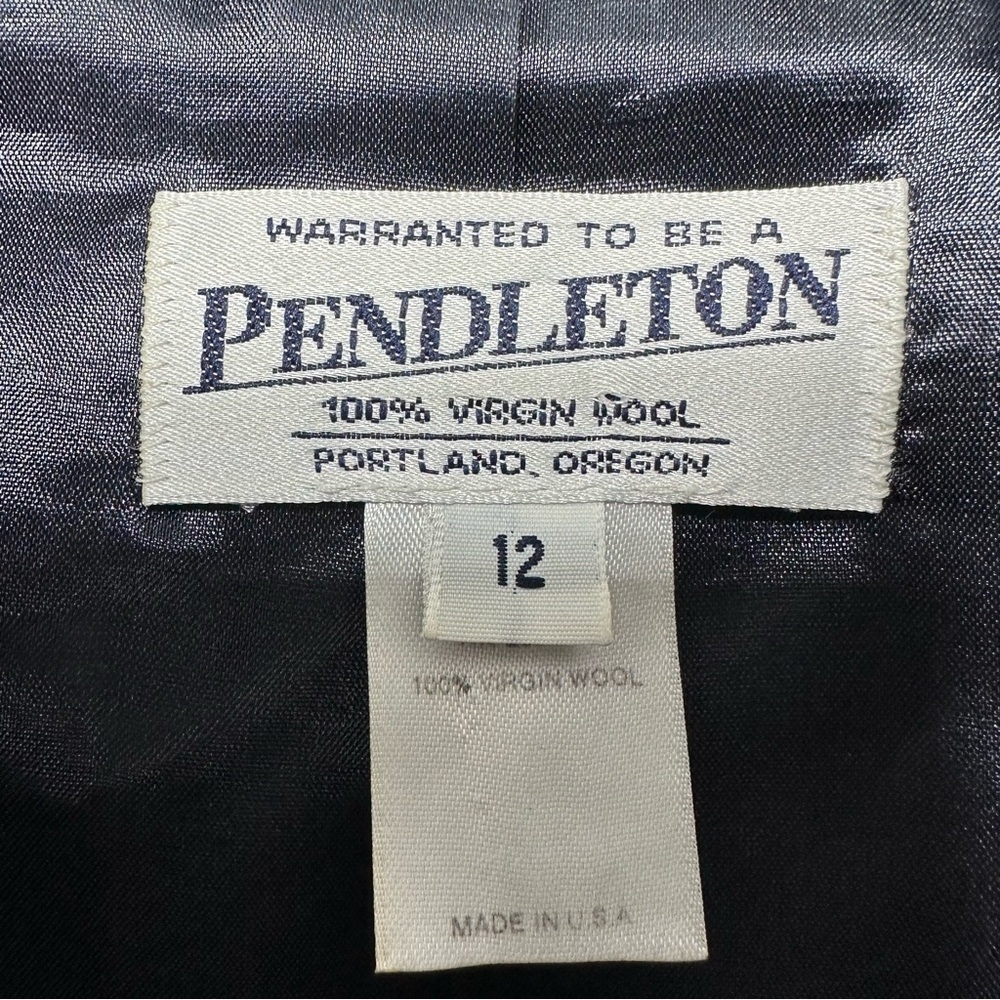 WARRANTED TO BE A
PENDLETON
100% VIRGIN WOOL
PORTLAND, OREGON
12
100% VIRGIN WOOL
MADE IN U.S.A